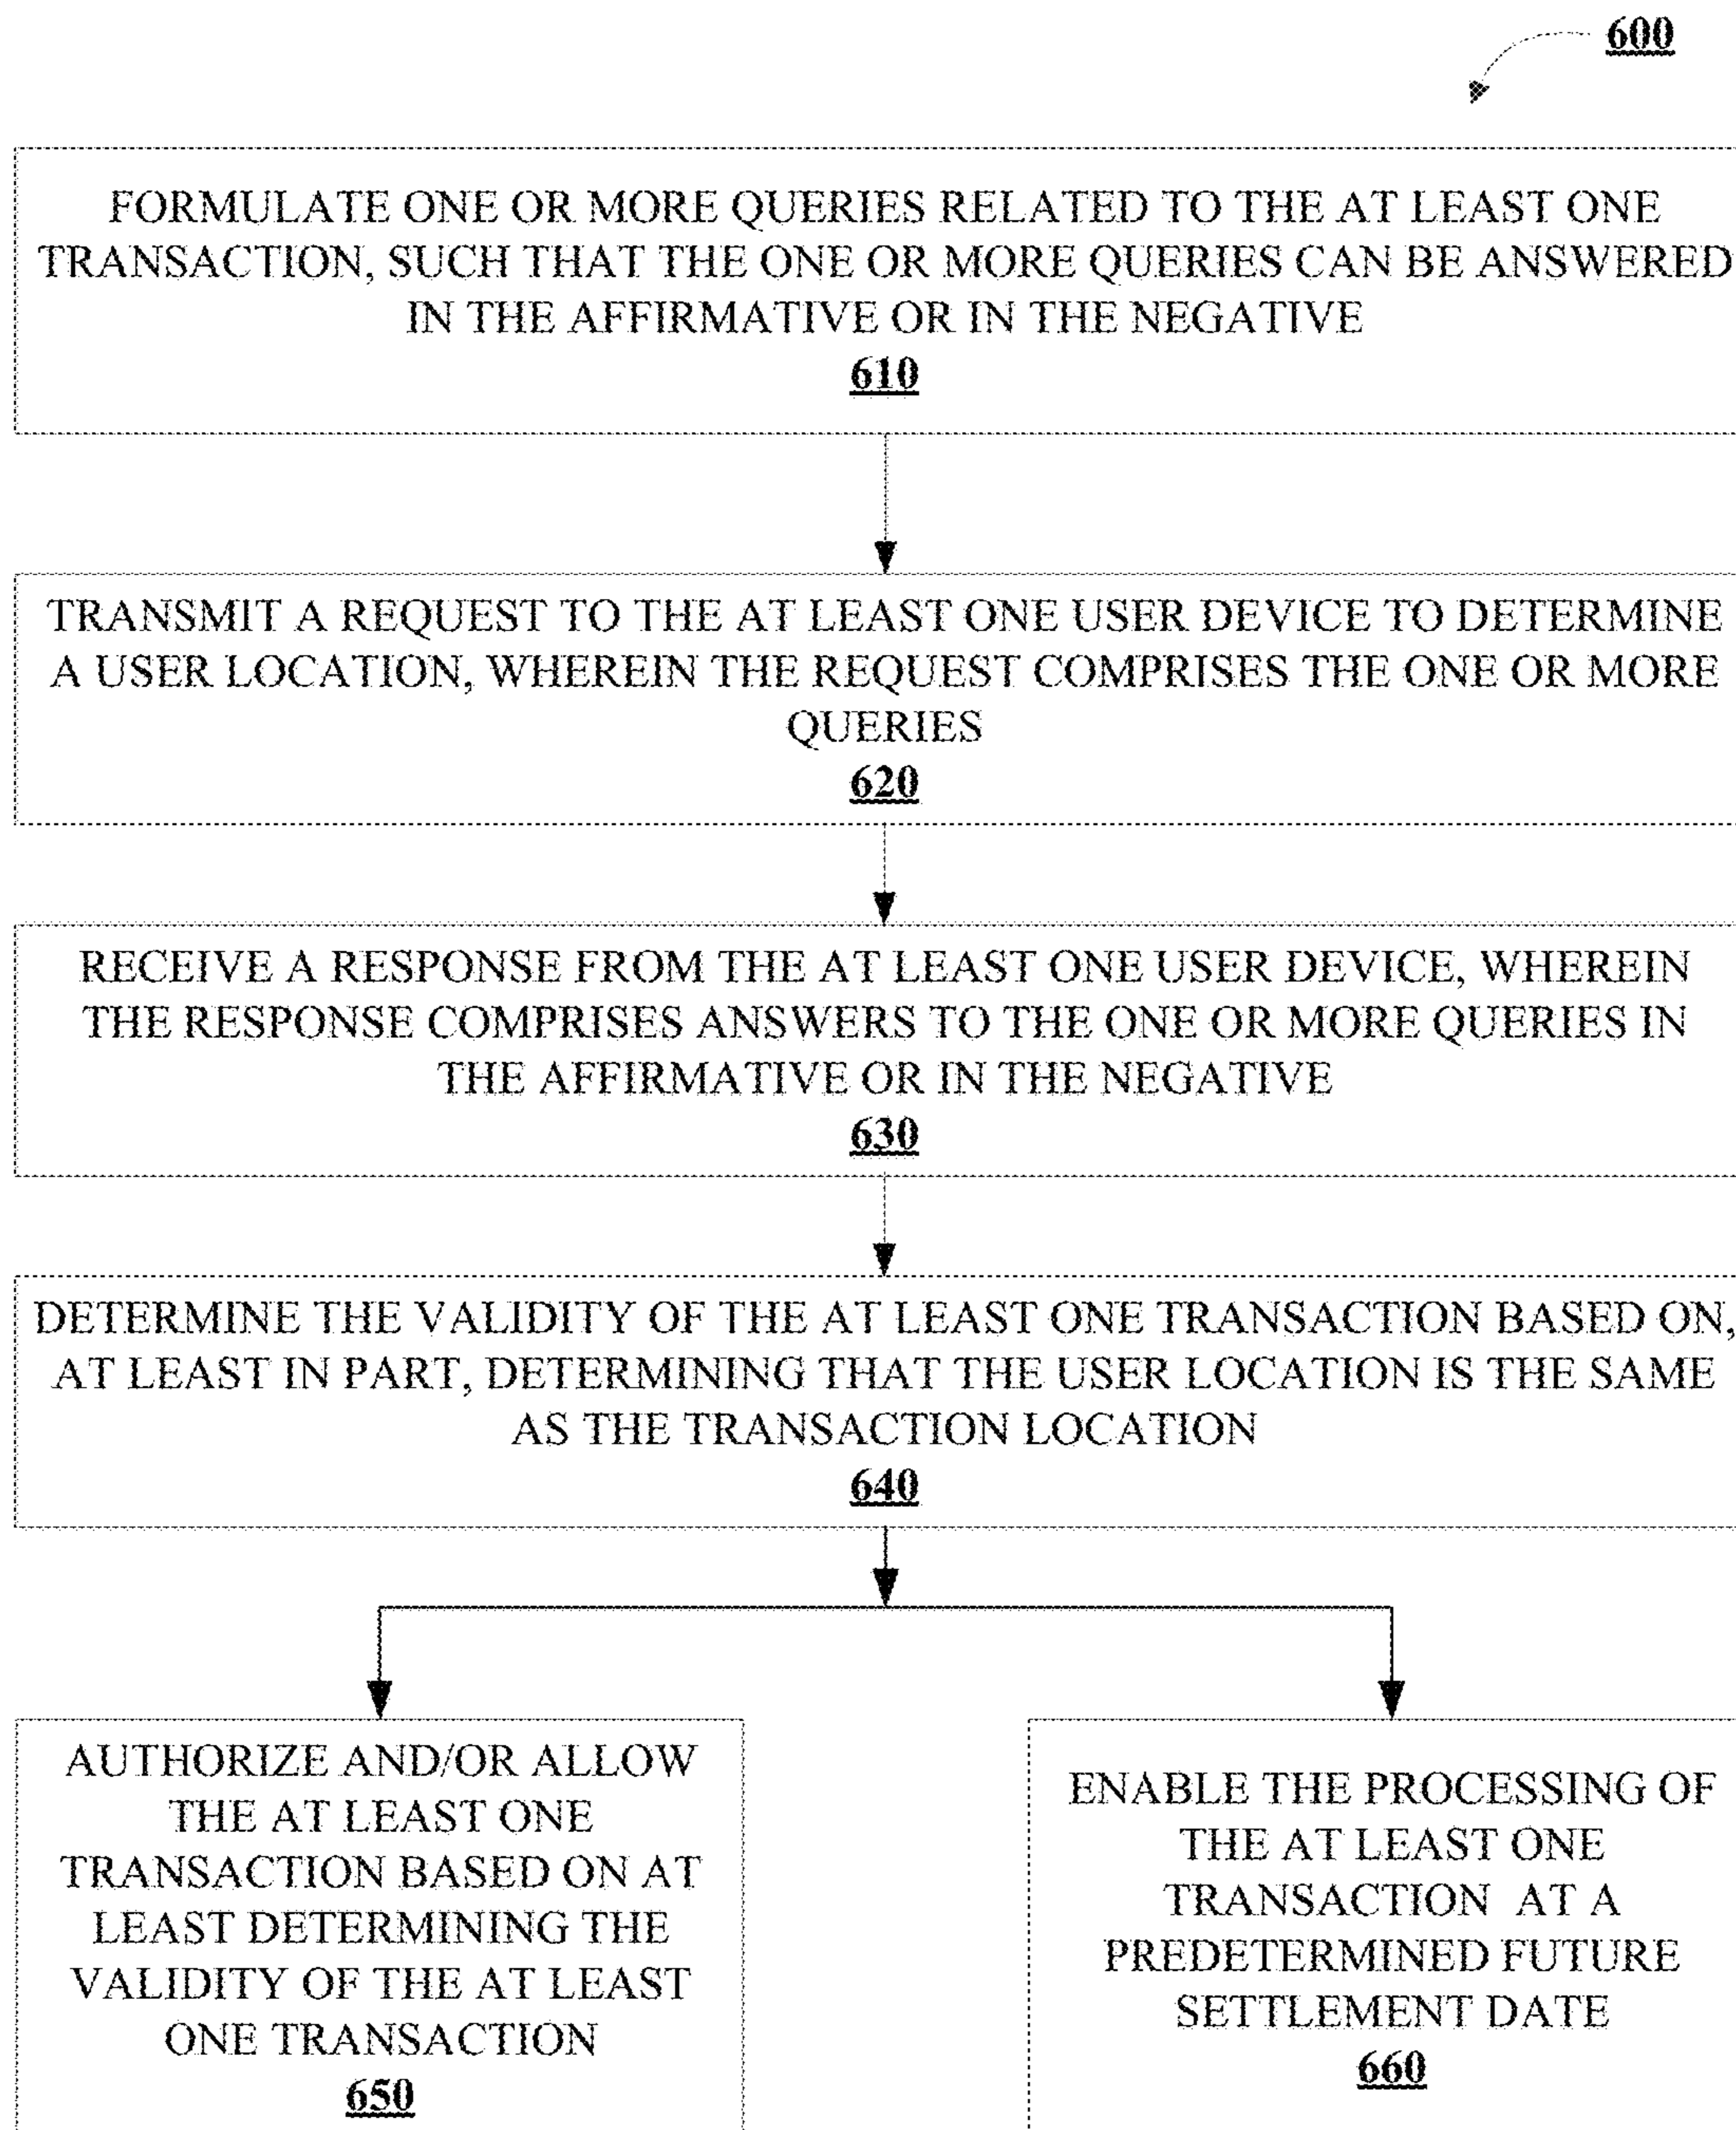 600
FORMULATE ONE OR MORE QUERIES RELATED TO THE AT LEAST ONE
TRANSACTION, SUCH THAT THE ONE OR MORE QUERIES CAN BE ANSWERED
IN THE AFFIRMATIVE OR IN THE NEGATIVE
610
TRANSMIT A REQUEST TO THE AT LEAST ONE USER DEVICE TO DETERMINE
A USER LOCATION, WHEREIN THE REQUEST COMPRISES THE ONE OR MORE
QUERIES
620
RECEIVE A RESPONSE FROM THE AT LEAST ONE USER DEVICE, WHEREIN
THE RESPONSE COMPRISES ANSWERS TO THE ONE OR MORE QUERIES IN
THE AFFIRMATIVE OR IN THE NEGATIVE
630
DETERMINE THE VALIDITY OF THE AT LEAST ONE TRANSACTION BASED ON,
AT LEAST IN PART, DETERMINING THAT THE USER LOCATION IS THE SAME
AS THE TRANSACTION LOCATION
640
AUTHORIZE AND/OR ALLOW
THE AT LEAST ONE
TRANSACTION BASED ON AT
LEAST DETERMINING THE
VALIDITY OF THE AT LEAST
ONE TRANSACTION
650
ENABLE THE PROCESSING OF
THE AT LEAST ONE
TRANSACTION AT A
PREDETERMINED FUTURE
SETTLEMENT DATE
660